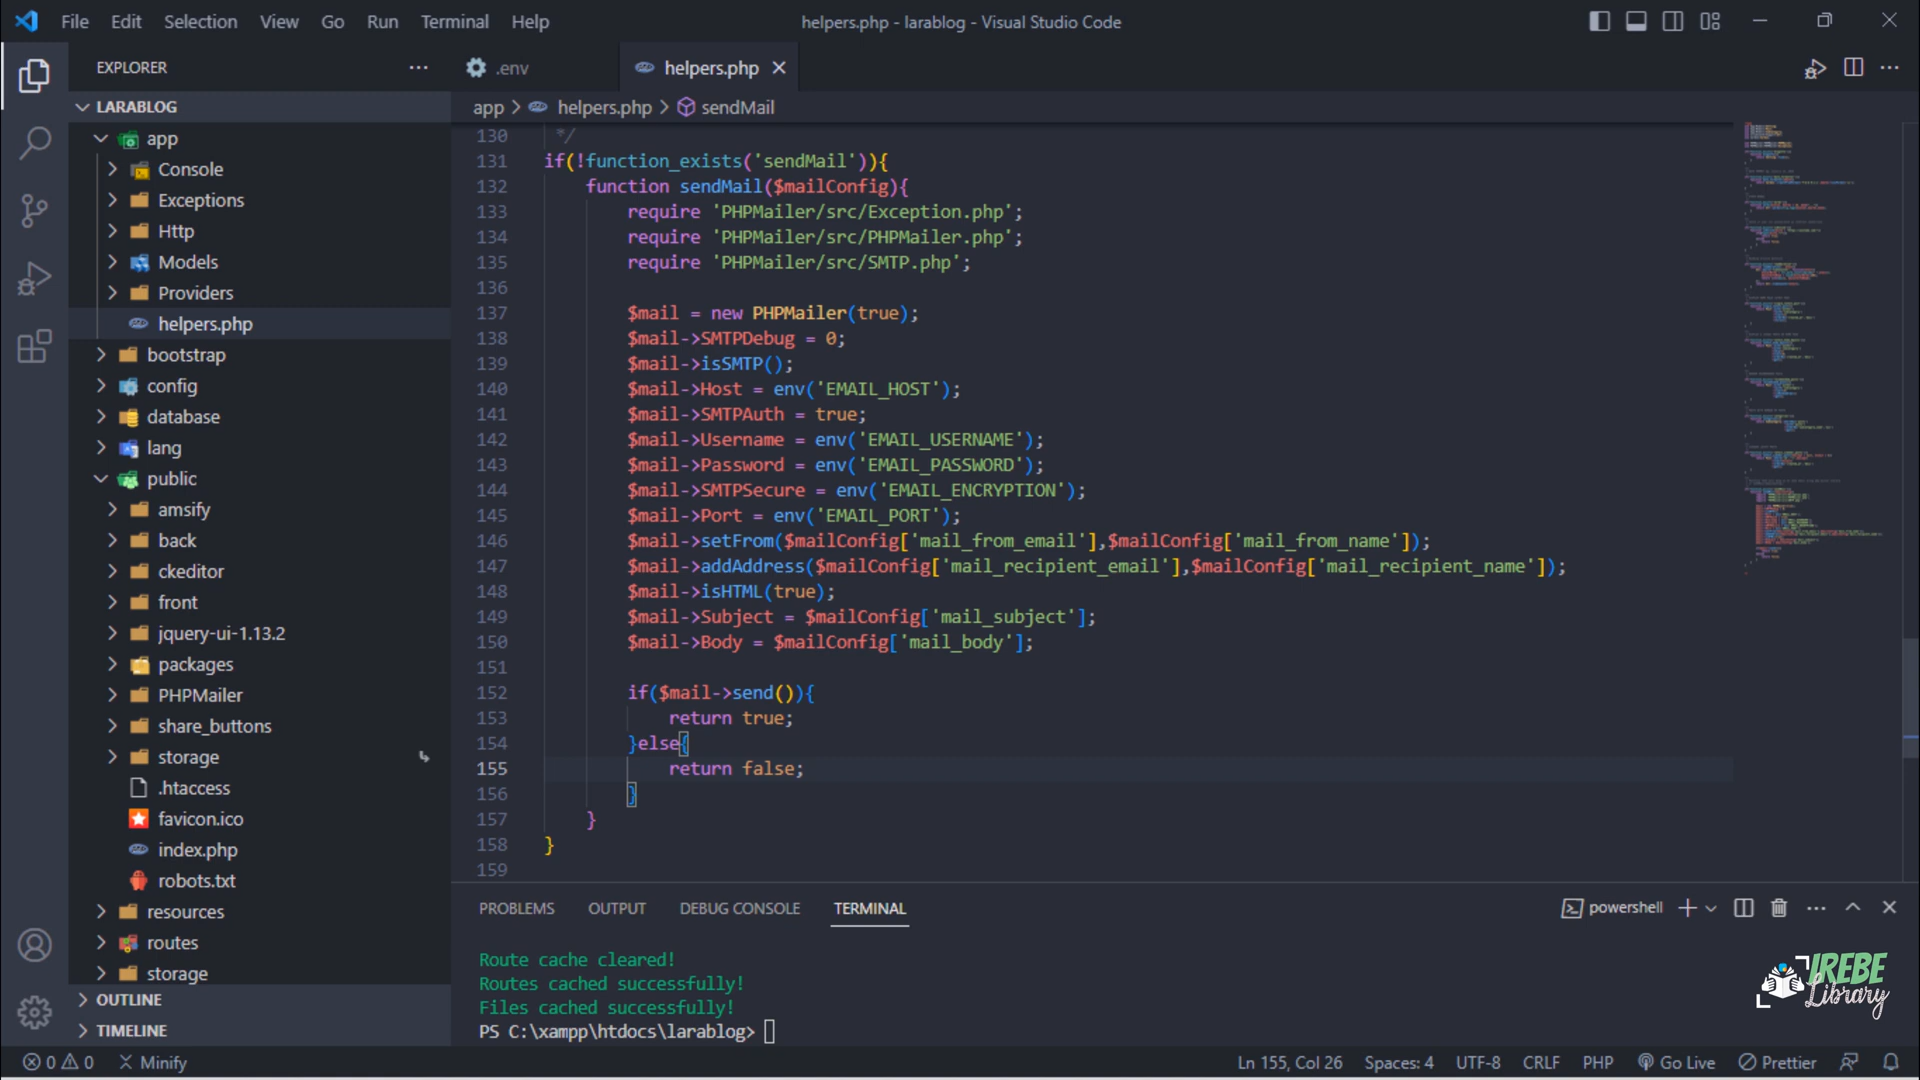 File Edit Selection View Go Run Terminal Help
helpers.php - larablog - Visual Studio Code
EXPLORER
LARABLOG
app
Console
Exceptions
Http
Models
Providers
helpers.php
bootstrap
config
database
lang
public
amsify
back
ckeditor
front
jquery-ui-1.13.2
packages
PHPMailer
share_buttons
storage
.htaccess
favicon.ico
index.php
robots.txt
resources
routes
storage
OUTLINE
TIMELINE
.env
helpers.php
app > helpers.php > sendMail
130 */
131 if(!function_exists('sendMail')){
132 function sendMail($mailConfig){
133 require 'PHPMailer/src/Exception.php';
134 require 'PHPMailer/src/PHPMailer.php';
135 require 'PHPMailer/src/SMTP.php';
136
137 $mail = new PHPMailer(true);
138 $mail->SMTPDebug = 0;
139 $mail->isSMTP();
140 $mail->Host = env('EMAIL_HOST');
141 $mail->SMTPAuth = true;
142 $mail->Username = env('EMAIL_USERNAME');
143 $mail->Password = env('EMAIL_PASSWORD');
144 $mail->SMTPSecure = env('EMAIL_ENCRYPTION');
145 $mail->Port = env('EMAIL_PORT');
146 $mail->setFrom($mailConfig['mail_from_email'],$mailConfig['mail_from_name']);
147 $mail->addAddress($mailConfig['mail_recipient_email'],$mailConfig['mail_recipient_name']);
148 $mail->isHTML(true);
149 $mail->Subject = $mailConfig['mail_subject'];
150 $mail->Body = $mailConfig['mail_body'];
151
152 if($mail->send()){
153 return true;
154 }else{
155 return false;
156 }
157 }
158 }
159
PROBLEMS OUTPUT DEBUG CONSOLE TERMINAL
powershell
Route cache cleared!
Routes cached successfully!
Files cached successfully!
PS C:\xampp\htdocs\larablog>
IREBE
Library
0 0 Minify
Ln 155, Col 26 Spaces: 4 UTF-8 CRLF PHP Go Live Prettier